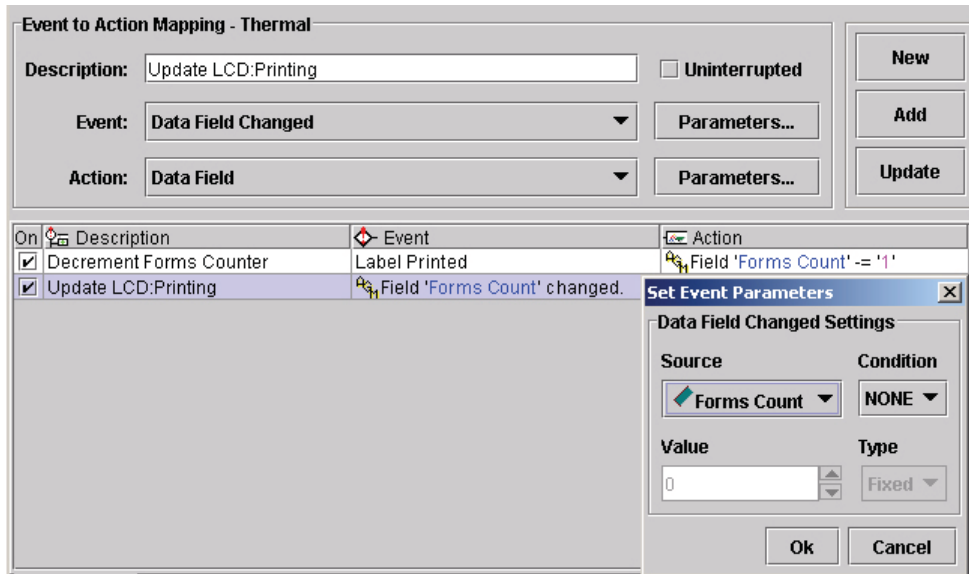 Event to Action Mapping - Thermal
Description: Update LCD:Printing Uninterrupted
New
Event: Data Field Changed Parameters...
Add
Action: Data Field Parameters...
Update
On Description Event Action
Decrement Forms Counter Label Printed Field 'Forms Count' -= '1'
Update LCD:Printing Field 'Forms Count' changed.
Set Event Parameters
Data Field Changed Settings
Source Condition
Forms Count NONE
Value Type
0 Fixed
Ok Cancel